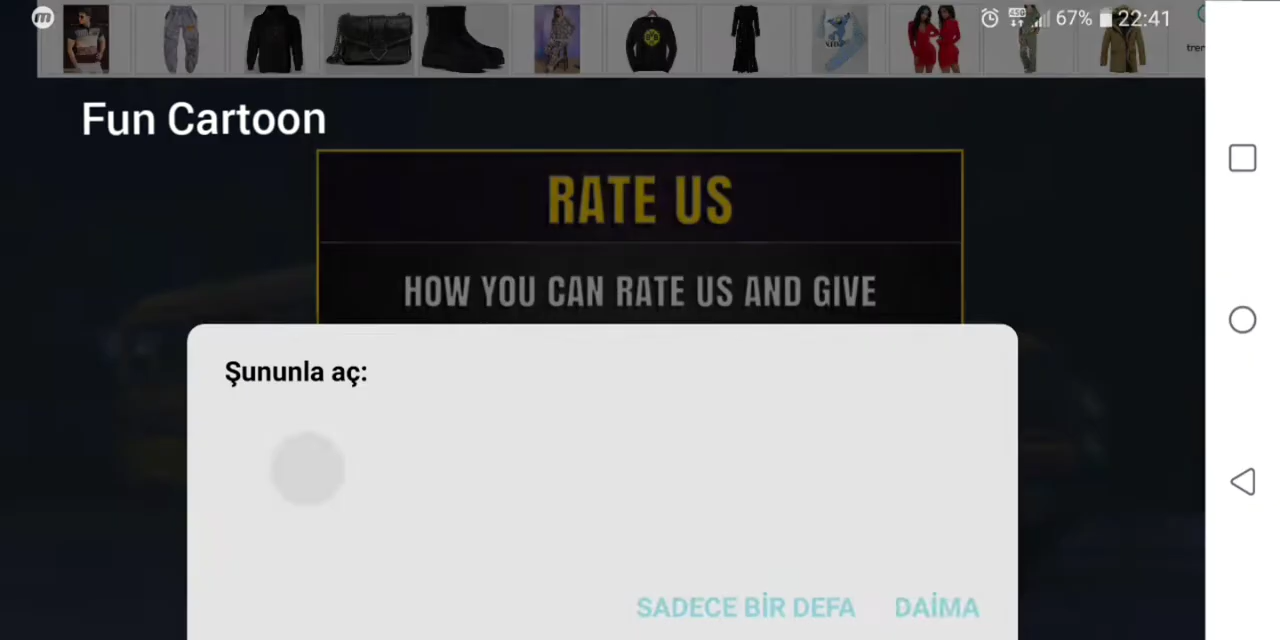 67% 22:41
tren
Fun Cartoon
RATE US
HOW YOU CAN RATE US AND GIVE
Şununla aç:
SADECE BİR DEFA DAİMA